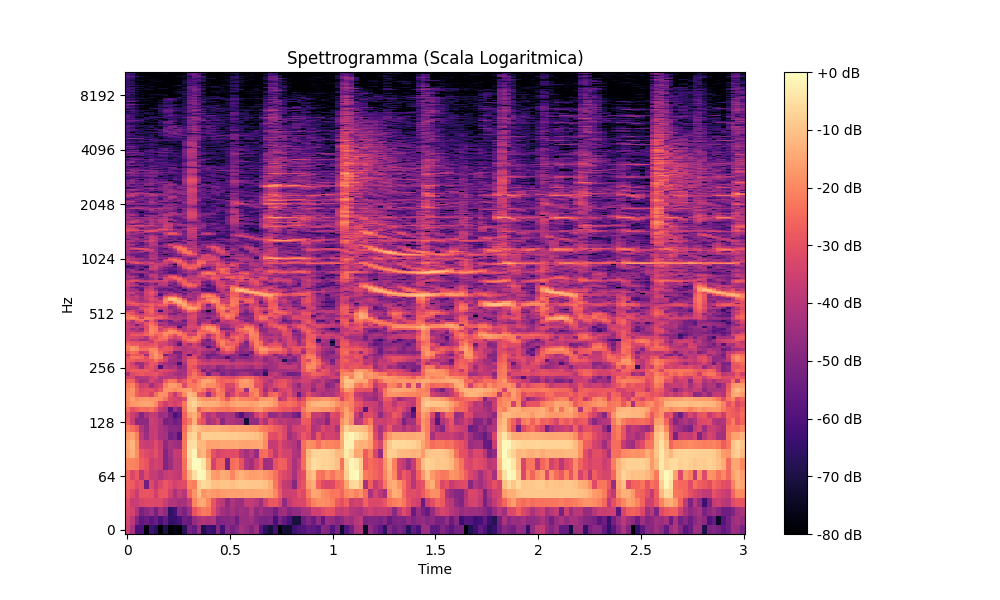 Spettrogramma (Scala Logaritmica)
Hz
8192
4096
2048
1024
512
256
128
64
0
0 0.5 1 1.5 2 2.5 3
Time
+0 dB
-10 dB
-20 dB
-30 dB
-40 dB
-50 dB
-60 dB
-70 dB
-80 dB